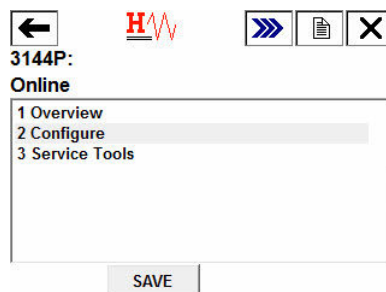 H
3144P:
Online
1 Overview
2 Configure
3 Service Tools
SAVE